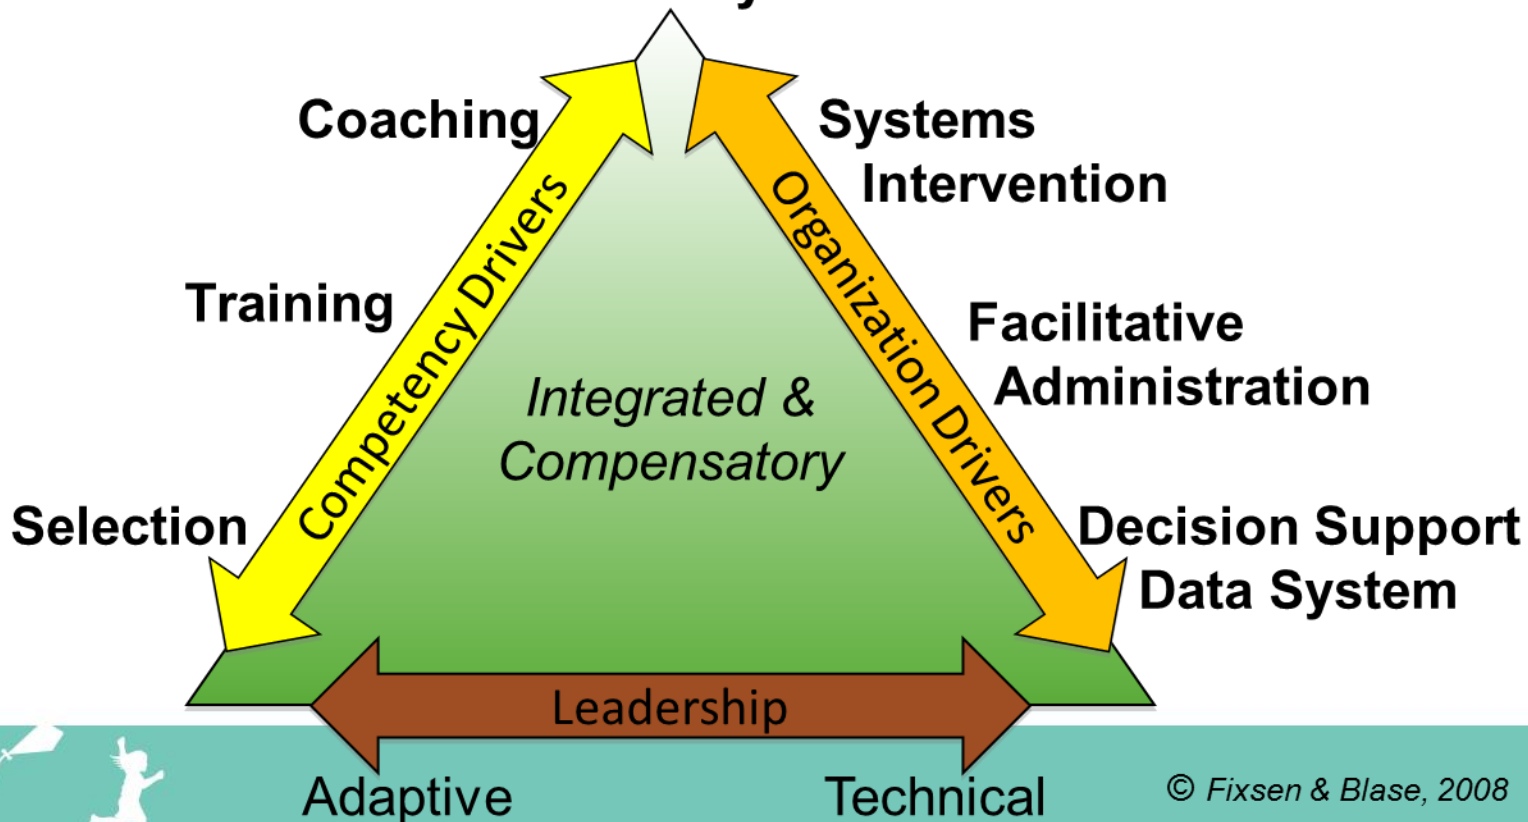 Coaching
Systems
Intervention
Training
Facilitative
Administration
Competency Drivers
Organization Drivers
Integrated &
Compensatory
Selection
Decision Support
Data System
Leadership
Adaptive
Technical
© Fixsen & Blase, 2008